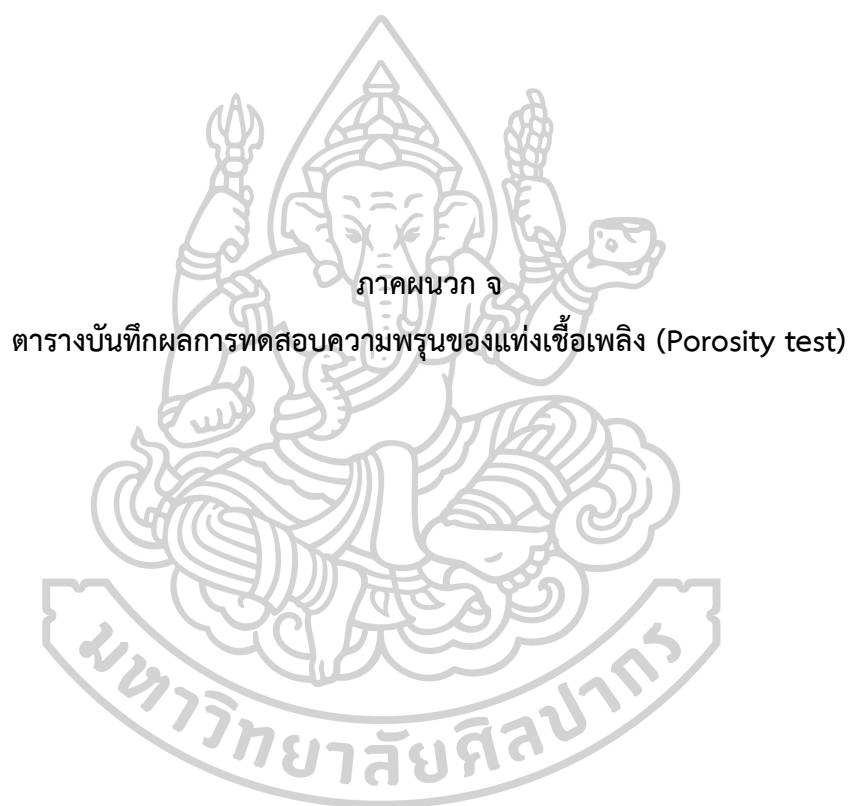 ภาคผนวก จ
ตารางบันทึกผลการทดสอบความพรุนของแท่งเชื้อเพลิง (Porosity test)
มหาวิทยาลัยศิลปากร